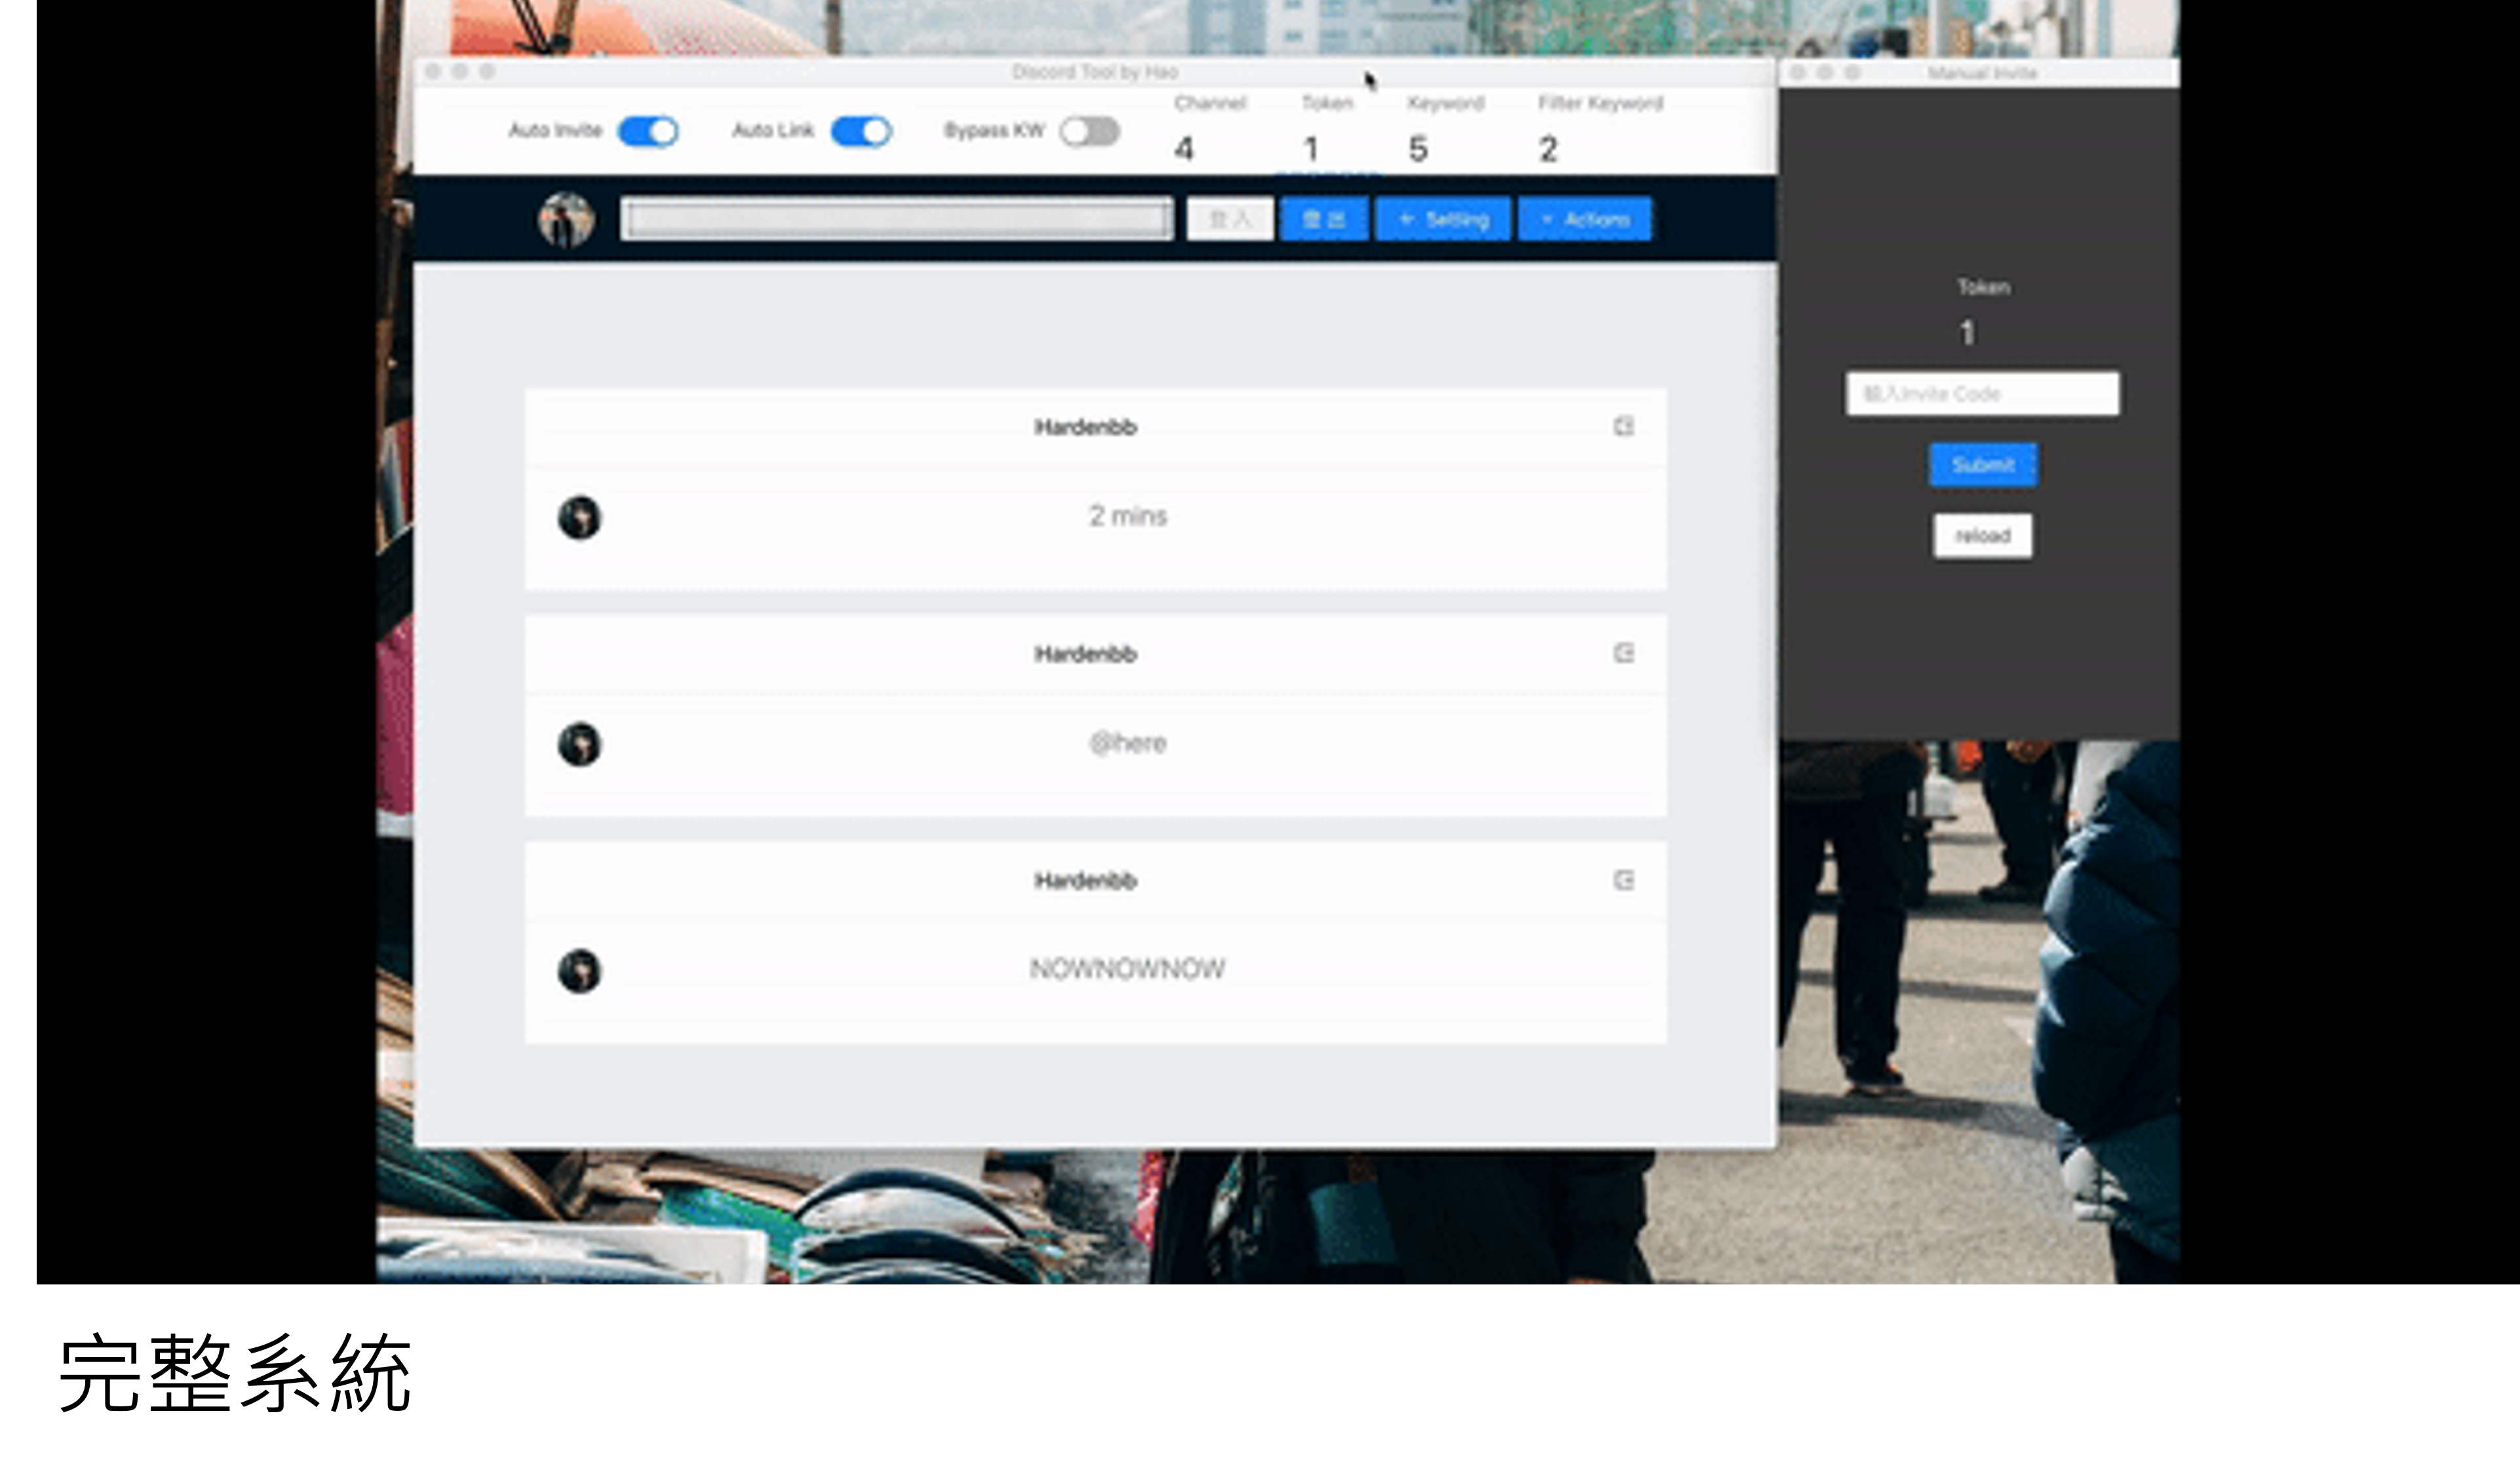 Discord Tool by Hao
Manual Invite
Auto Invite
Auto Link
Bypass KW
Channel
4
Token
1
Keyword
5
Filter Keyword
2
登入
登出
+ Setting
Actions
Token
1
輸入Invite Code
Submit
reload
Hardenbb
2 mins
Hardenbb
@here
Hardenbb
NOWNOWNOW
完整系統